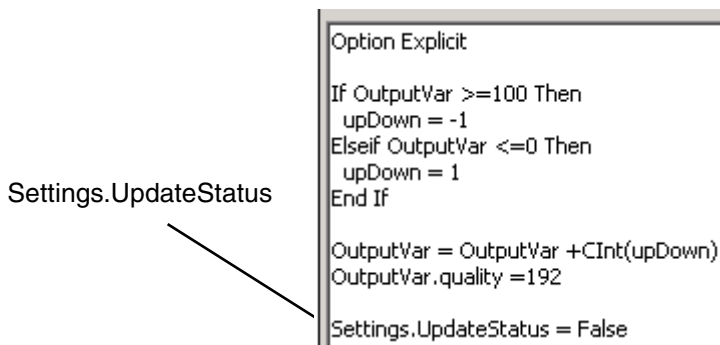 Option Explicit
If OutputVar >=100 Then
upDown = -1
Elseif OutputVar <=0 Then
upDown = 1
End If
Settings.UpdateStatus
OutputVar = OutputVar +CInt(upDown)
OutputVar.quality =192
Settings.UpdateStatus = False